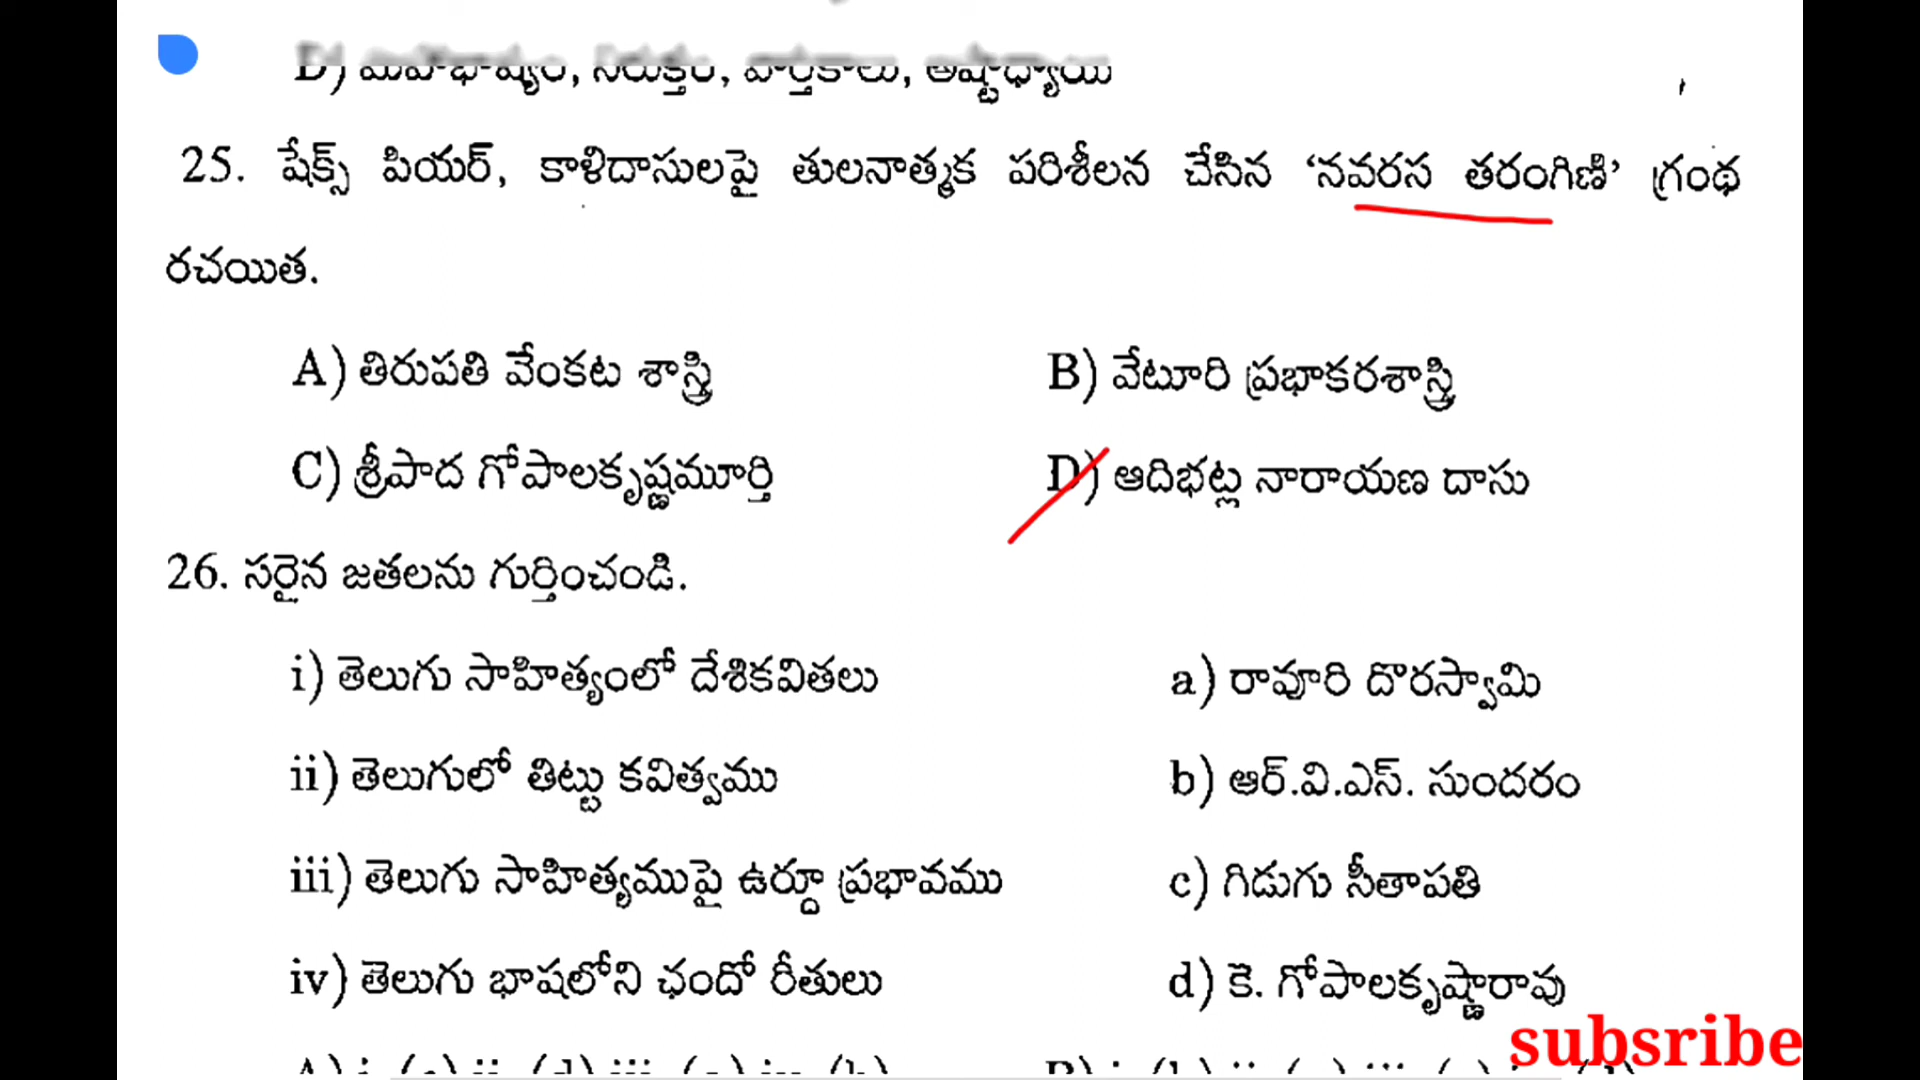 D) మహాభాష్యం, నిరుక్తం, వార్తికాలు, అష్టాధ్యాయి
25. షేక్స్ పియర్, కాళిదాసులపై తులనాత్మక పరిశీలన చేసిన ‘నవరస తరంగిణి’ గ్రంథ
రచయిత.
A) తిరుపతి వేంకట శాస్త్రి B) వేటూరి ప్రభాకరశాస్త్రి
C) శ్రీపాద గోపాలకృష్ణమూర్తి D) ఆదిభట్ల నారాయణ దాసు
26. సరైన జతలను గుర్తించండి.
i) తెలుగు సాహిత్యంలో దేశికవితలు a) రావూరి దొరస్వామి
ii) తెలుగులో తిట్టు కవిత్వము b) ఆర్.వి.ఎస్. సుందరం
iii) తెలుగు సాహిత్యముపై ఉర్దూ ప్రభావము c) గిడుగు సీతాపతి
iv) తెలుగు భాషలోని ఛందో రీతులు d) కె. గోపాలకృష్ణారావు
subsribe